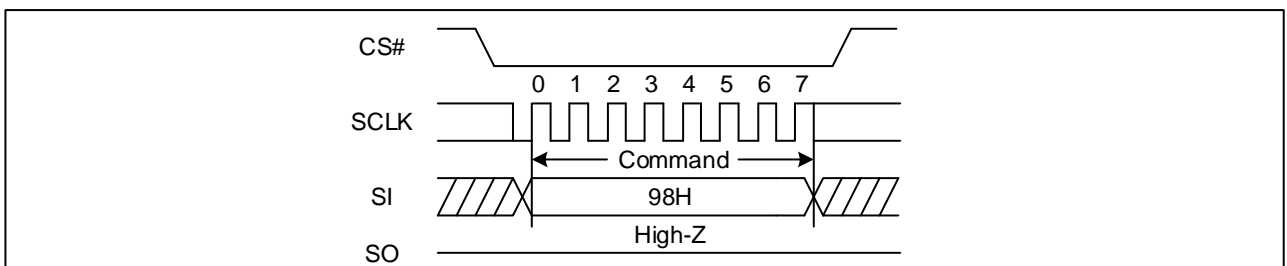 CS#
0 1 2 3 4 5 6 7
SCLK
Command
SI
98H
High-Z
SO